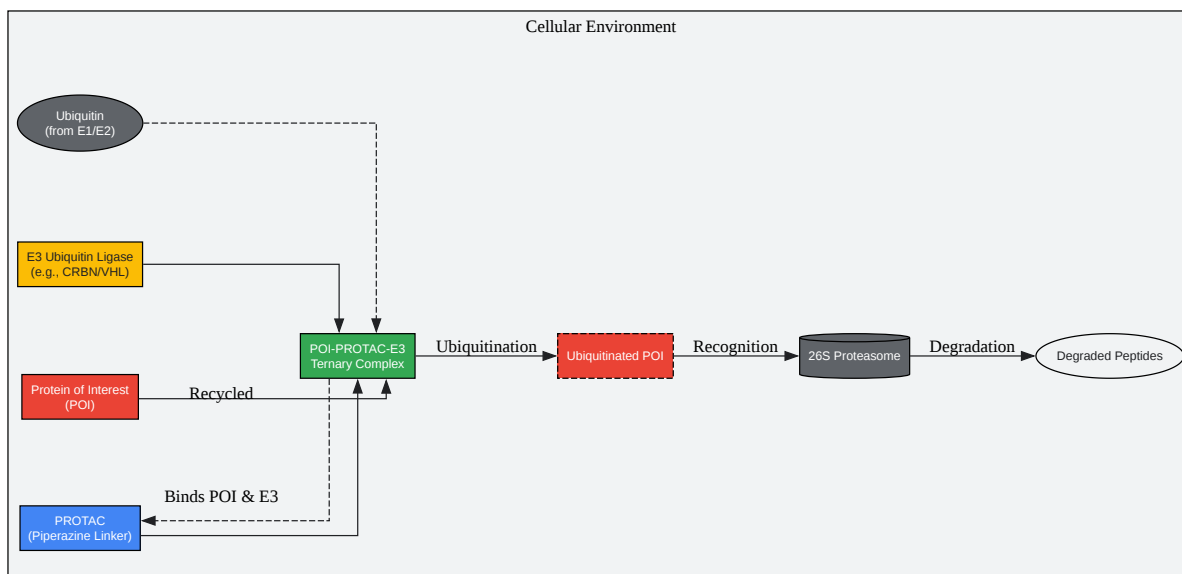 Cellular Environment
Ubiquitin
(from E1/E2)
E3 Ubiquitin Ligase
(e.g., CRBN/VHL)
POI-PROTAC-E3
Ternary Complex
Ubiquitination
Ubiquitinated POI
Recognition
26S Proteasome
Degradation
Degraded Peptides
Protein of Interest
(POI)
Recycled
Binds POI & E3
PROTAC
(Piperazine Linker)